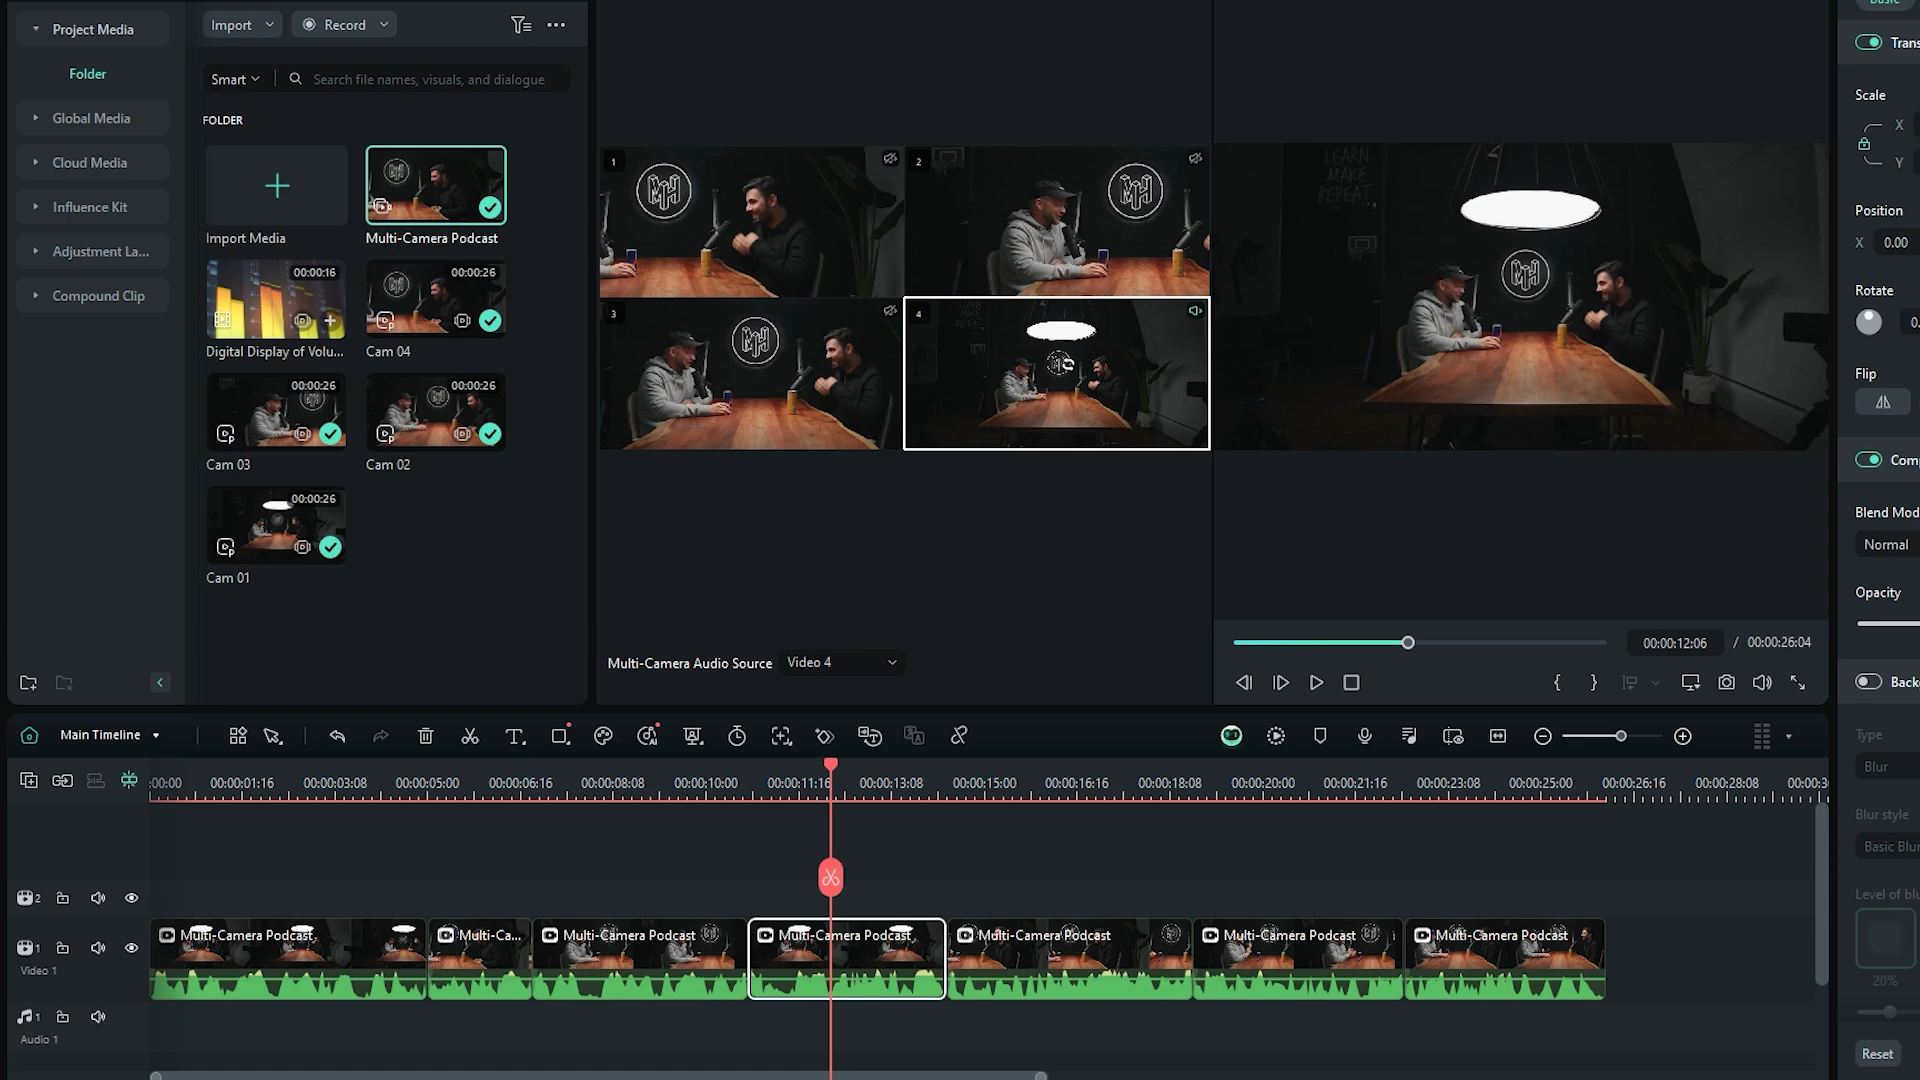 Project Media
Folder
Global Media
Cloud Media
Influence Kit
Adjustment La...
Compound Clip
Import
Record
Smart
Search file names, visuals, and dialogue
FOLDER
Import Media
Multi-Camera Podcast
00:00:16
Digital Display of Volu...
00:00:26
Cam 04
00:00:26
Cam 03
00:00:26
Cam 02
00:00:26
Cam 01
1
2
3
4
MH
LEARN
MAKE
REPEAT.
Multi-Camera Audio Source
Video 4
00:00:12:06 / 00:00:26:04
Basic
Trans
Scale
X
Y
Position
X 0.00
Rotate
0.
Flip
Comp
Blend Mod
Normal
Opacity
Backg
Type
Blur
Blur style
Basic Blur
Level of blu
20%
Reset
Main Timeline
:00:00 00:00:01:16 00:00:03:08 00:00:05:00 00:00:06:16 00:00:08:08 00:00:10:00 00:00:11:16 00:00:13:08 00:00:15:00 00:00:16:16 00:00:18:08 00:00:20:00 00:00:21:16 00:00:23:08 00:00:25:00 00:00:26:16 00:00:28:08 00:00:3
2
1
Video 1
Multi-Camera Podcast
Multi-Ca...
Multi-Camera Podcast
Multi-Camera Podcast
Multi-Camera Podcast
Multi-Camera Podcast
Multi-Camera Podcast
1
Audio 1